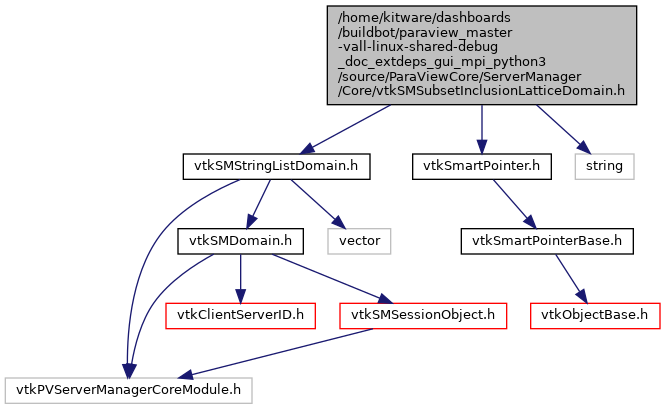 /home/kitware/dashboards
/buildbot/paraview_master
-vall-linux-shared-debug
_doc_extdeps_gui_mpi_python3
/source/ParaViewCore/ServerManager
/Core/vtkSMSubsetInclusionLatticeDomain.h
vtkSMStringListDomain.h
vtkSmartPointer.h
string
vtkSMDomain.h
vector
vtkSmartPointerBase.h
vtkClientServerID.h
vtkSMSessionObject.h
vtkObjectBase.h
vtkPVServerManagerCoreModule.h